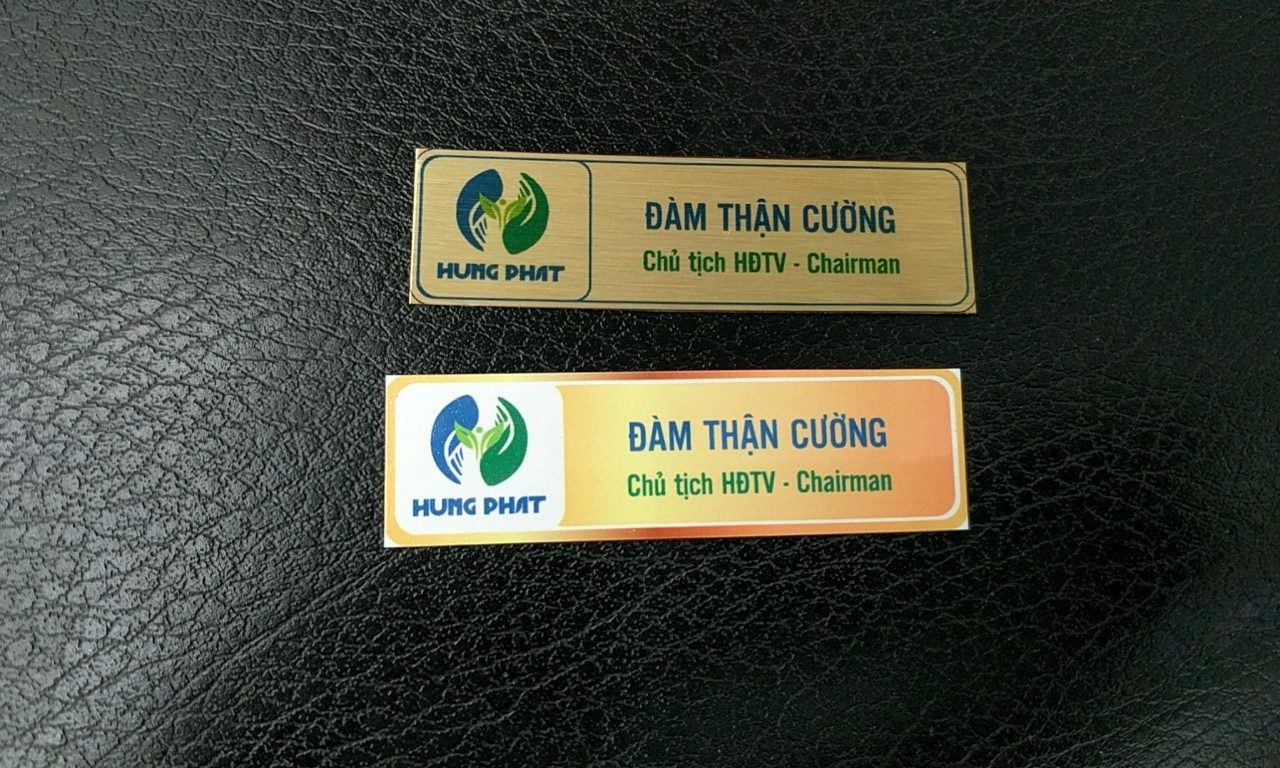 HUNG PHAT
ĐÀM THẬN CƯỜNG
Chủ tịch HĐTV - Chairman
HUNG PHAT
ĐÀM THẬN CƯỜNG
Chủ tịch HĐTV - Chairman